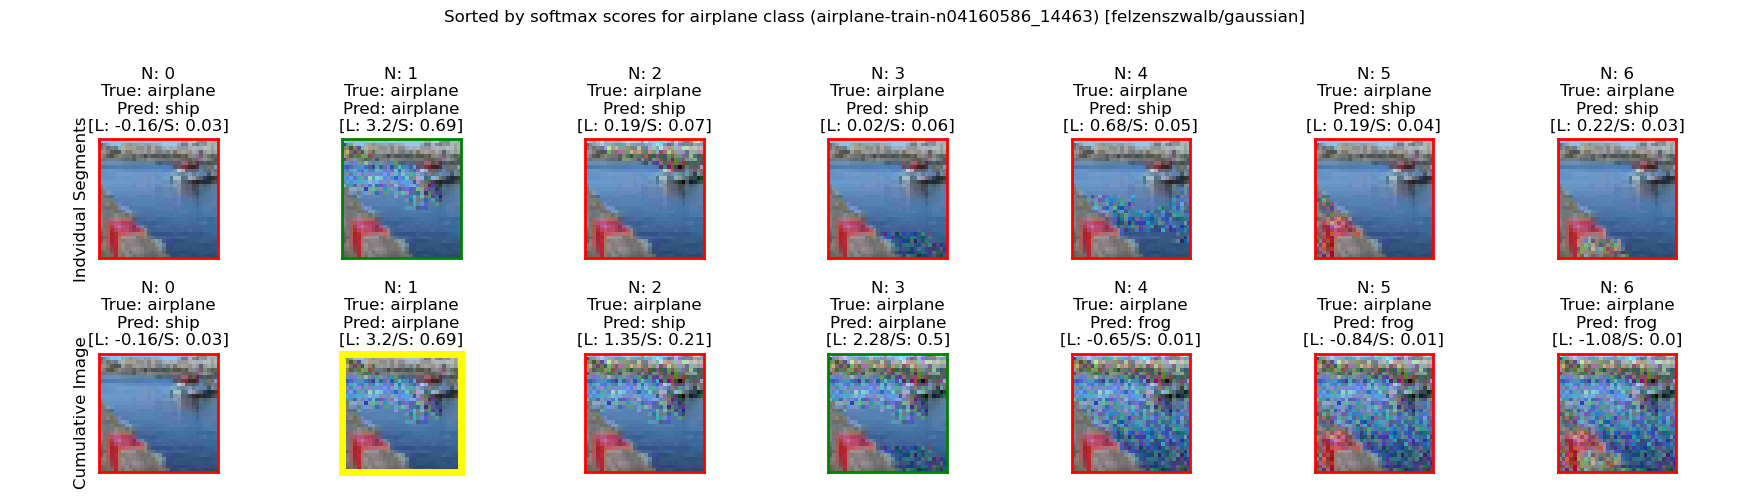 Sorted by softmax scores for airplane class (airplane-train-n04160586_14463) [felzenszwalb/gaussian]
Indvidual Segments
N: 0
True: airplane
Pred: ship
[L: -0.16/S: 0.03]
N: 1
True: airplane
Pred: airplane
[L: 3.2/S: 0.69]
N: 2
True: airplane
Pred: ship
[L: 0.19/S: 0.07]
N: 3
True: airplane
Pred: ship
[L: 0.02/S: 0.06]
N: 4
True: airplane
Pred: ship
[L: 0.68/S: 0.05]
N: 5
True: airplane
Pred: ship
[L: 0.19/S: 0.04]
N: 6
True: airplane
Pred: ship
[L: 0.22/S: 0.03]
Cumulative Image
N: 0
True: airplane
Pred: ship
[L: -0.16/S: 0.03]
N: 1
True: airplane
Pred: airplane
[L: 3.2/S: 0.69]
N: 2
True: airplane
Pred: ship
[L: 1.35/S: 0.21]
N: 3
True: airplane
Pred: airplane
[L: 2.28/S: 0.5]
N: 4
True: airplane
Pred: frog
[L: -0.65/S: 0.01]
N: 5
True: airplane
Pred: frog
[L: -0.84/S: 0.01]
N: 6
True: airplane
Pred: frog
[L: -1.08/S: 0.0]